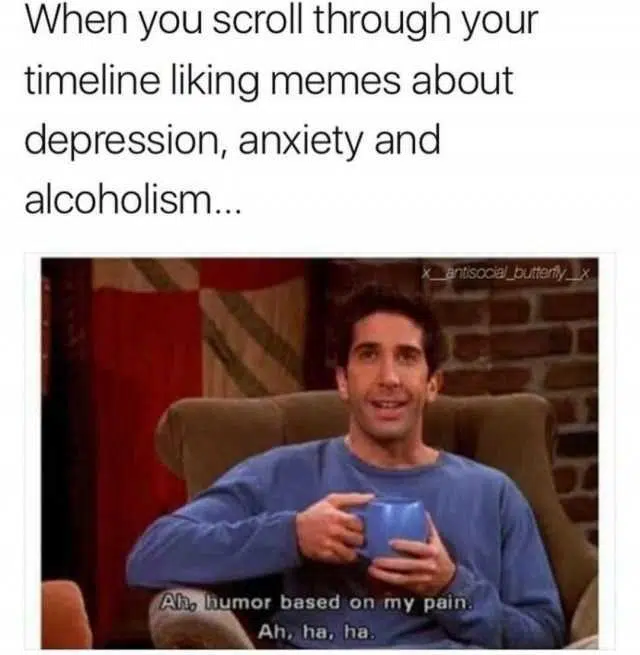 When you scroll through your
timeline liking memes about
depression, anxiety and
alcoholism...
x__antisocial_butterfly__x
Ah, humor based on my pain.
Ah, ha, ha.